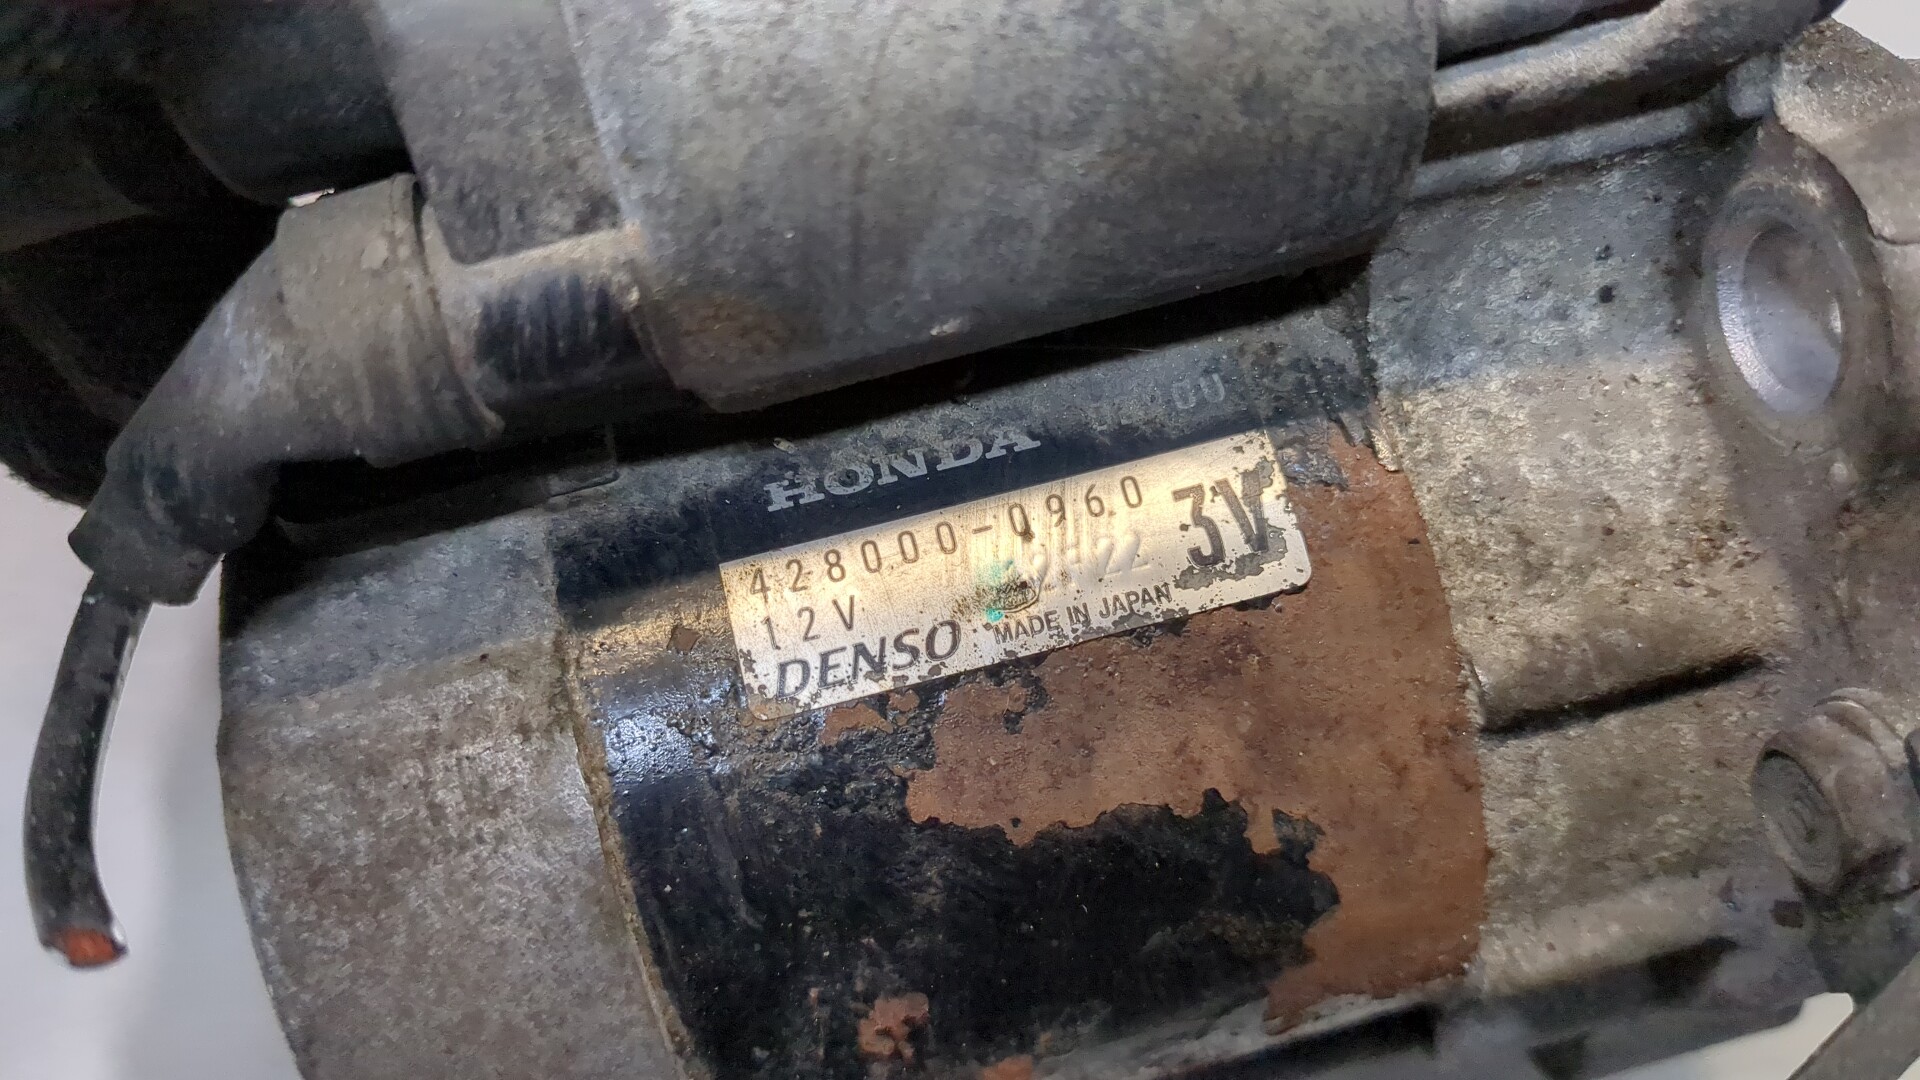 HONDA
428000-0960 3V
12V
DENSO MADE IN JAPAN